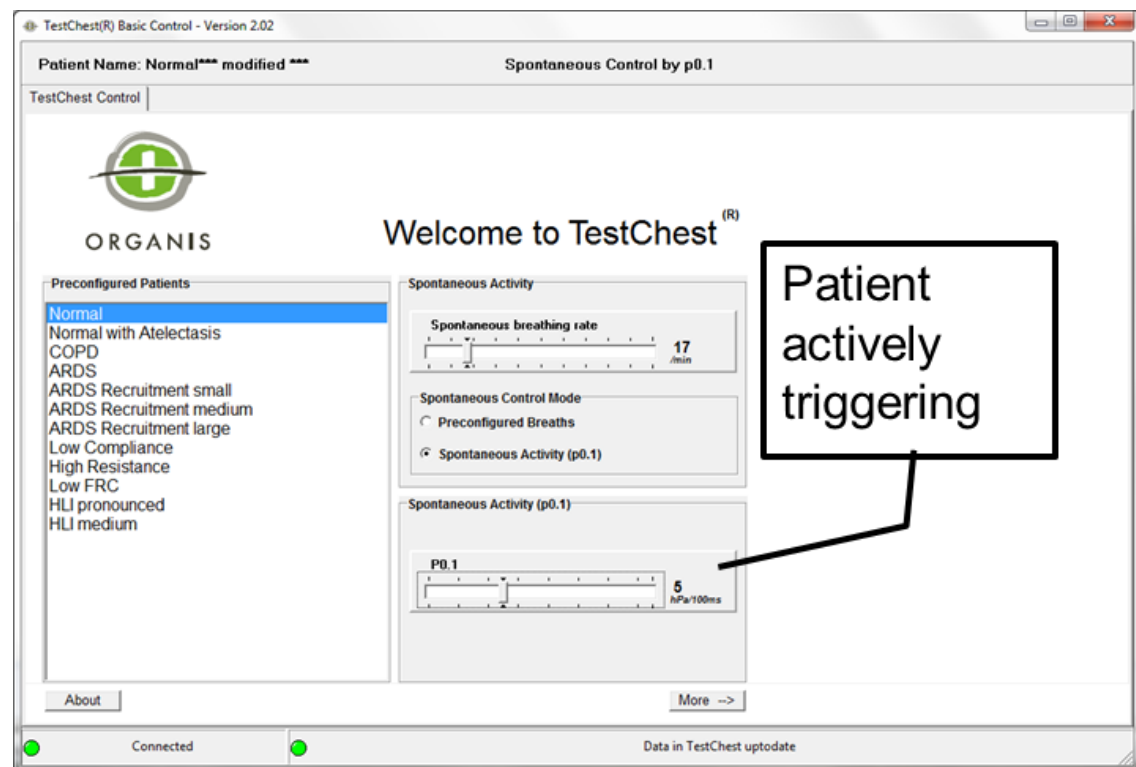 TestChest(R) Basic Control - Version 2.02
Patient Name: Normal*** modified ***
Spontaneous Control by p0.1
TestChest Control
ORGANIS
Welcome to TestChest (R)
Preconfigured Patients
Normal
Normal with Atelectasis
COPD
ARDS
ARDS Recruitment small
ARDS Recruitment medium
ARDS Recruitment large
Low Compliance
High Resistance
Low FRC
HLI pronounced
HLI medium
Spontaneous Activity
Spontaneous breathing rate
17
/min
Spontaneous Control Mode
Preconfigured Breaths
Spontaneous Activity (p0.1)
Spontaneous Activity (p0.1)
P0.1
5
hPa/100ms
Patient
actively
triggering
About
More -->
Connected
Data in TestChest uptodate